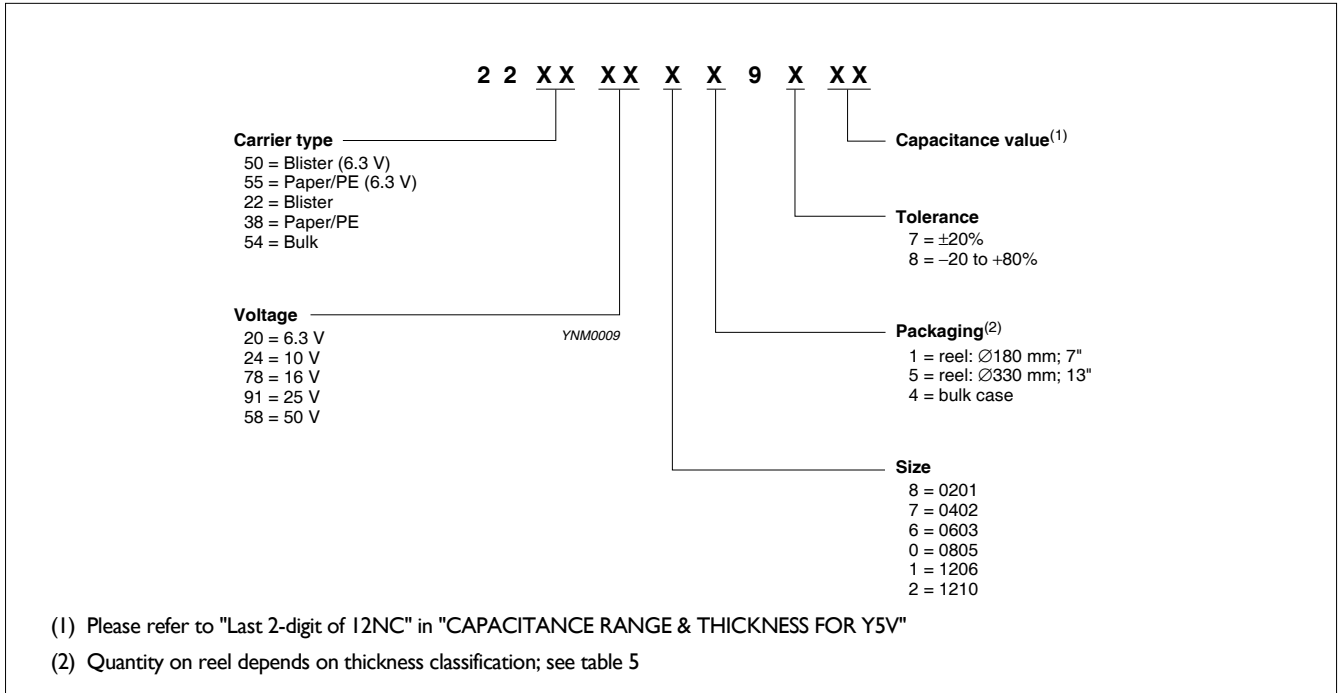 2 2 X X X X X X 9 X X X
Carrier type
50 = Blister (6.3 V)
55 = Paper/PE (6.3 V)
22 = Blister
38 = Paper/PE
54 = Bulk
Voltage
20 = 6.3 V
24 = 10 V
78 = 16 V
91 = 25 V
58 = 50 V
YNM0009
Capacitance value(1)
Tolerance
7 = ±20%
8 = −20 to +80%
Packaging(2)
1 = reel: ∅180 mm; 7"
5 = reel: ∅330 mm; 13"
4 = bulk case
Size
8 = 0201
7 = 0402
6 = 0603
0 = 0805
1 = 1206
2 = 1210
(1) Please refer to "Last 2-digit of 12NC" in "CAPACITANCE RANGE & THICKNESS FOR Y5V"
(2) Quantity on reel depends on thickness classification; see table 5